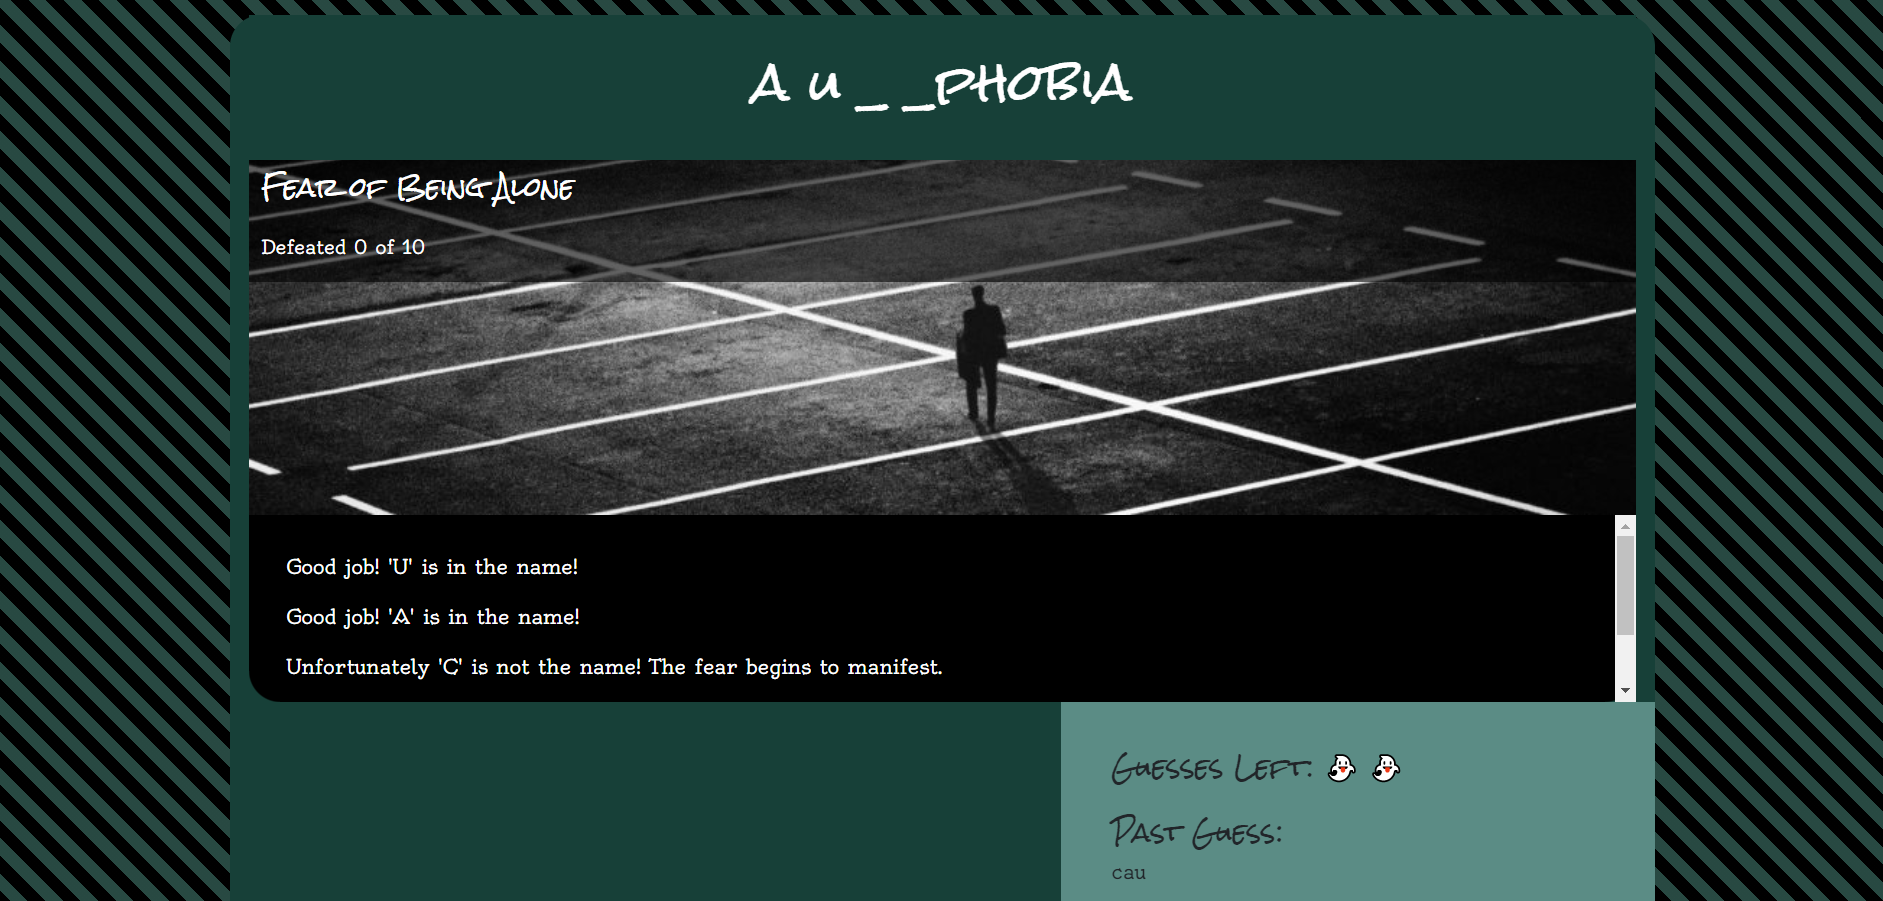 A u _ _phobia
Fear of Being Alone
Defeated 0 of 10
Good job! 'U' is in the name!
Good job! 'A' is in the name!
Unfortunately 'C' is not the name! The fear begins to manifest.
Guesses Left:
Past Guess:
cau